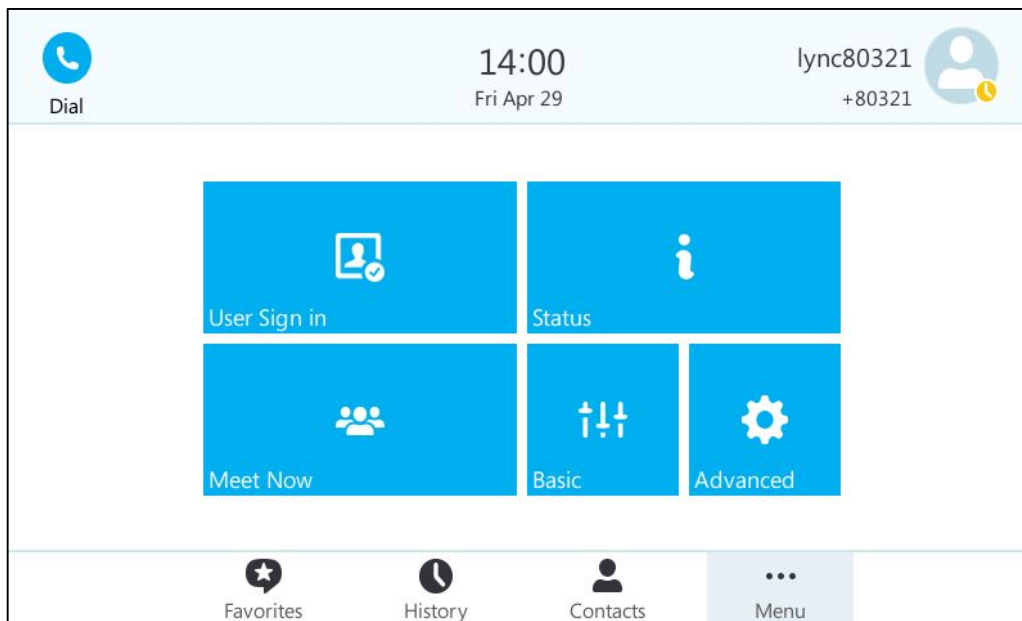 14:00
lync80321
Dial
Fri Apr 29
+80321
User Sign in
Status
Meet Now
Basic
Advanced
Favorites
History
Contacts
Menu